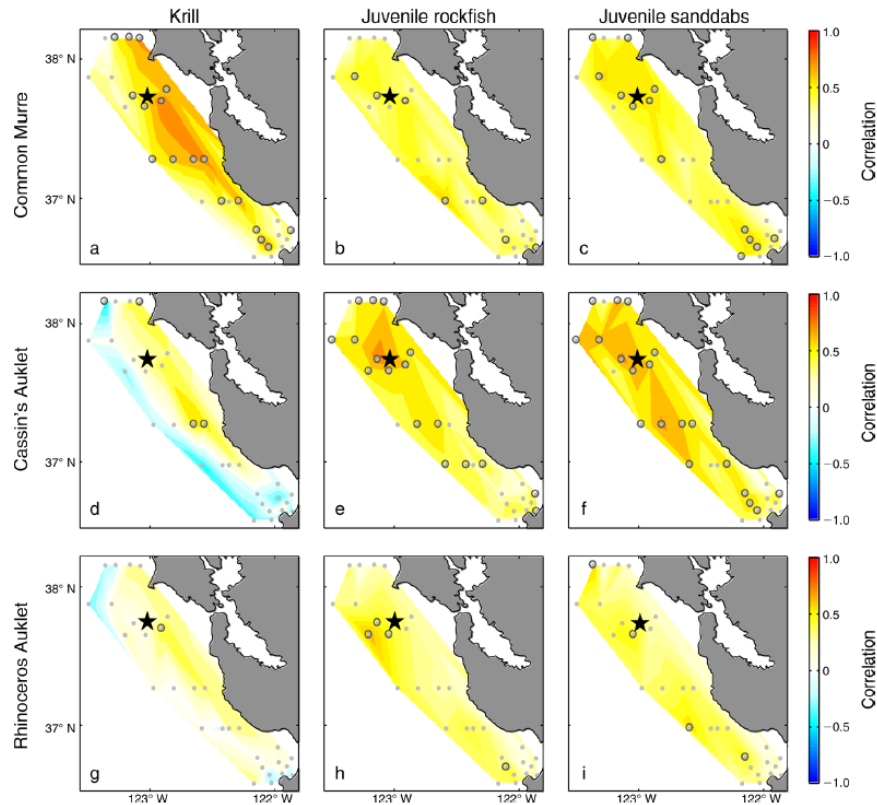 Krill Juvenile rockfish Juvenile sanddabs
Common Murre
38° N
37° N
a
b
c
1.0
0.5
0
−0.5
−1.0
Correlation
Cassin's Auklet
38° N
37° N
d
e
f
1.0
0.5
0
−0.5
−1.0
Correlation
Rhinoceros Auklet
38° N
37° N
g
h
i
1.0
0.5
0
−0.5
−1.0
Correlation
123° W 122° W 123° W 122° W 123° W 122° W